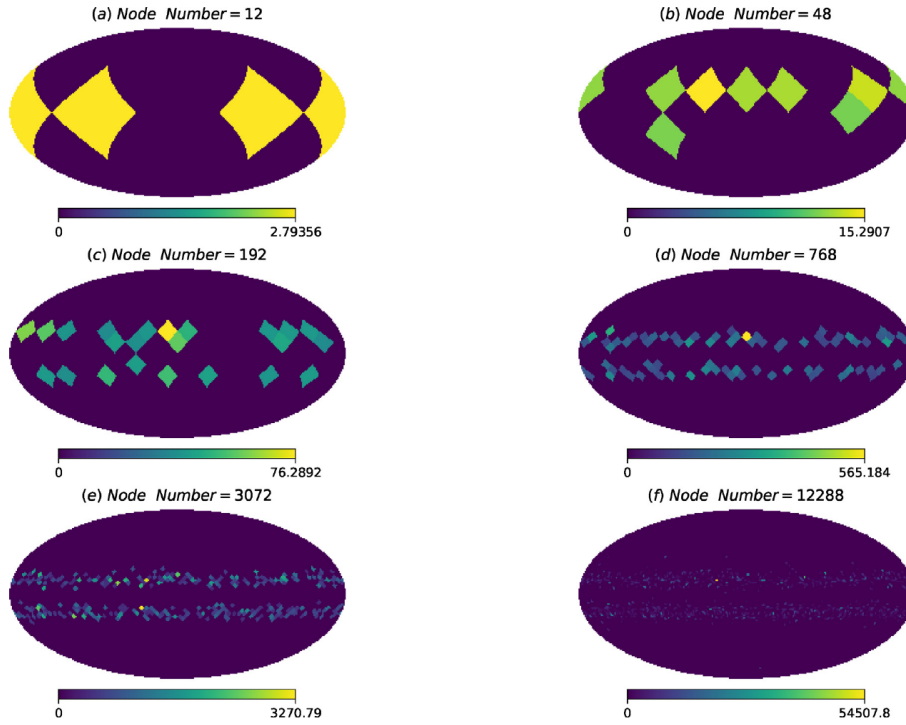 (a) Node Number = 12
0 2.79356
(b) Node Number = 48
0 15.2907
(c) Node Number = 192
0 76.2892
(d) Node Number = 768
0 565.184
(e) Node Number = 3072
0 3270.79
(f) Node Number = 12288
0 54507.8